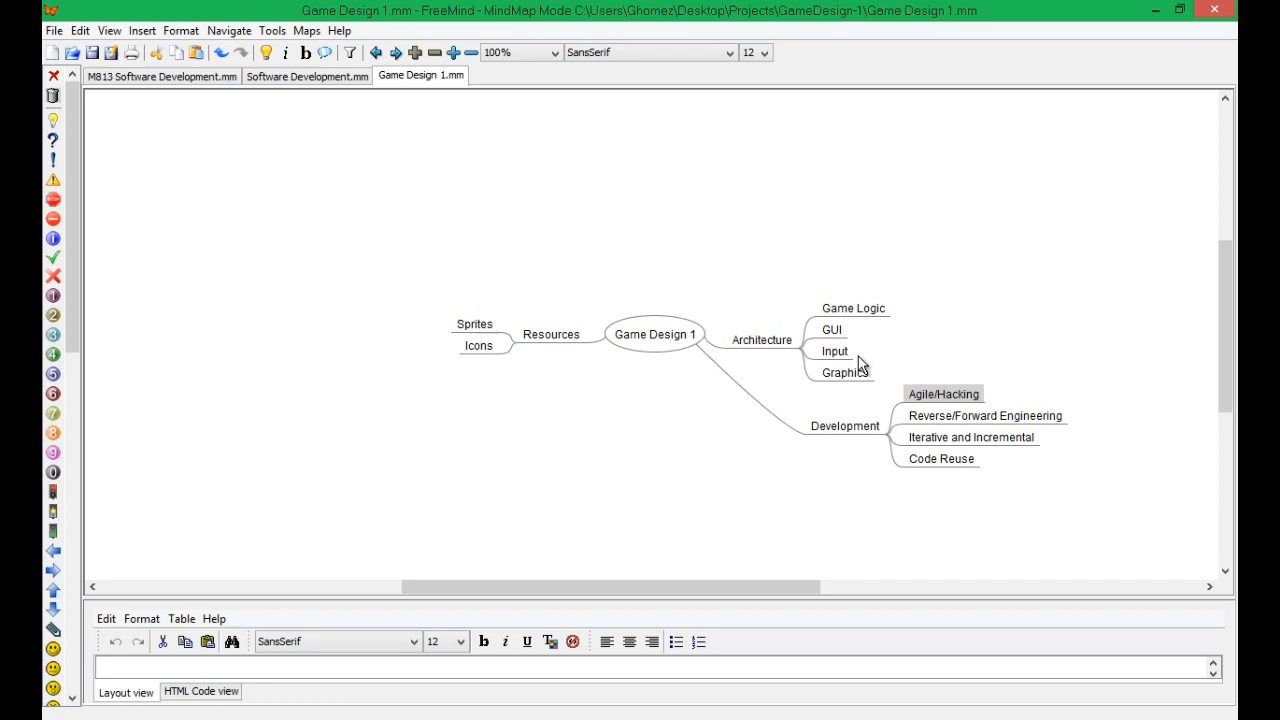 Game Design 1.mm - FreeMind - MindMap Mode C:\Users\Ghomez\Desktop\Projects\GameDesign-1\Game Design 1.mm
File Edit View Insert Format Navigate Tools Maps Help
100% SansSerif 12
M813 Software Development.mm Software Development.mm Game Design 1.mm
Game Logic
Sprites
GUI
Resources
Game Design 1
Architecture
Icons
Input
Graphics
Agile/Hacking
Reverse/Forward Engineering
Development
Iterative and Incremental
Code Reuse
Edit Format Table Help
SansSerif 12
Layout view HTML Code view